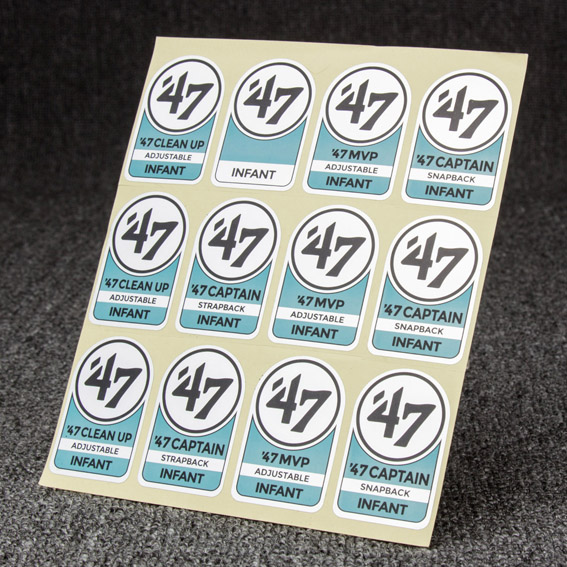 '47
'47 CLEAN UP
ADJUSTABLE
INFANT
'47
INFANT
'47
'47 MVP
ADJUSTABLE
INFANT
'47
'47 CAPTAIN
SNAPBACK
INFANT
'47
'47 CLEAN UP
ADJUSTABLE
INFANT
'47
'47 CAPTAIN
STRAPBACK
INFANT
'47
'47 MVP
ADJUSTABLE
INFANT
'47
'47 CAPTAIN
SNAPBACK
INFANT
'47
'47 CLEAN UP
ADJUSTABLE
INFANT
'47
'47 CAPTAIN
STRAPBACK
INFANT
'47
'47 MVP
ADJUSTABLE
INFANT
'47
'47 CAPTAIN
SNAPBACK
INFANT